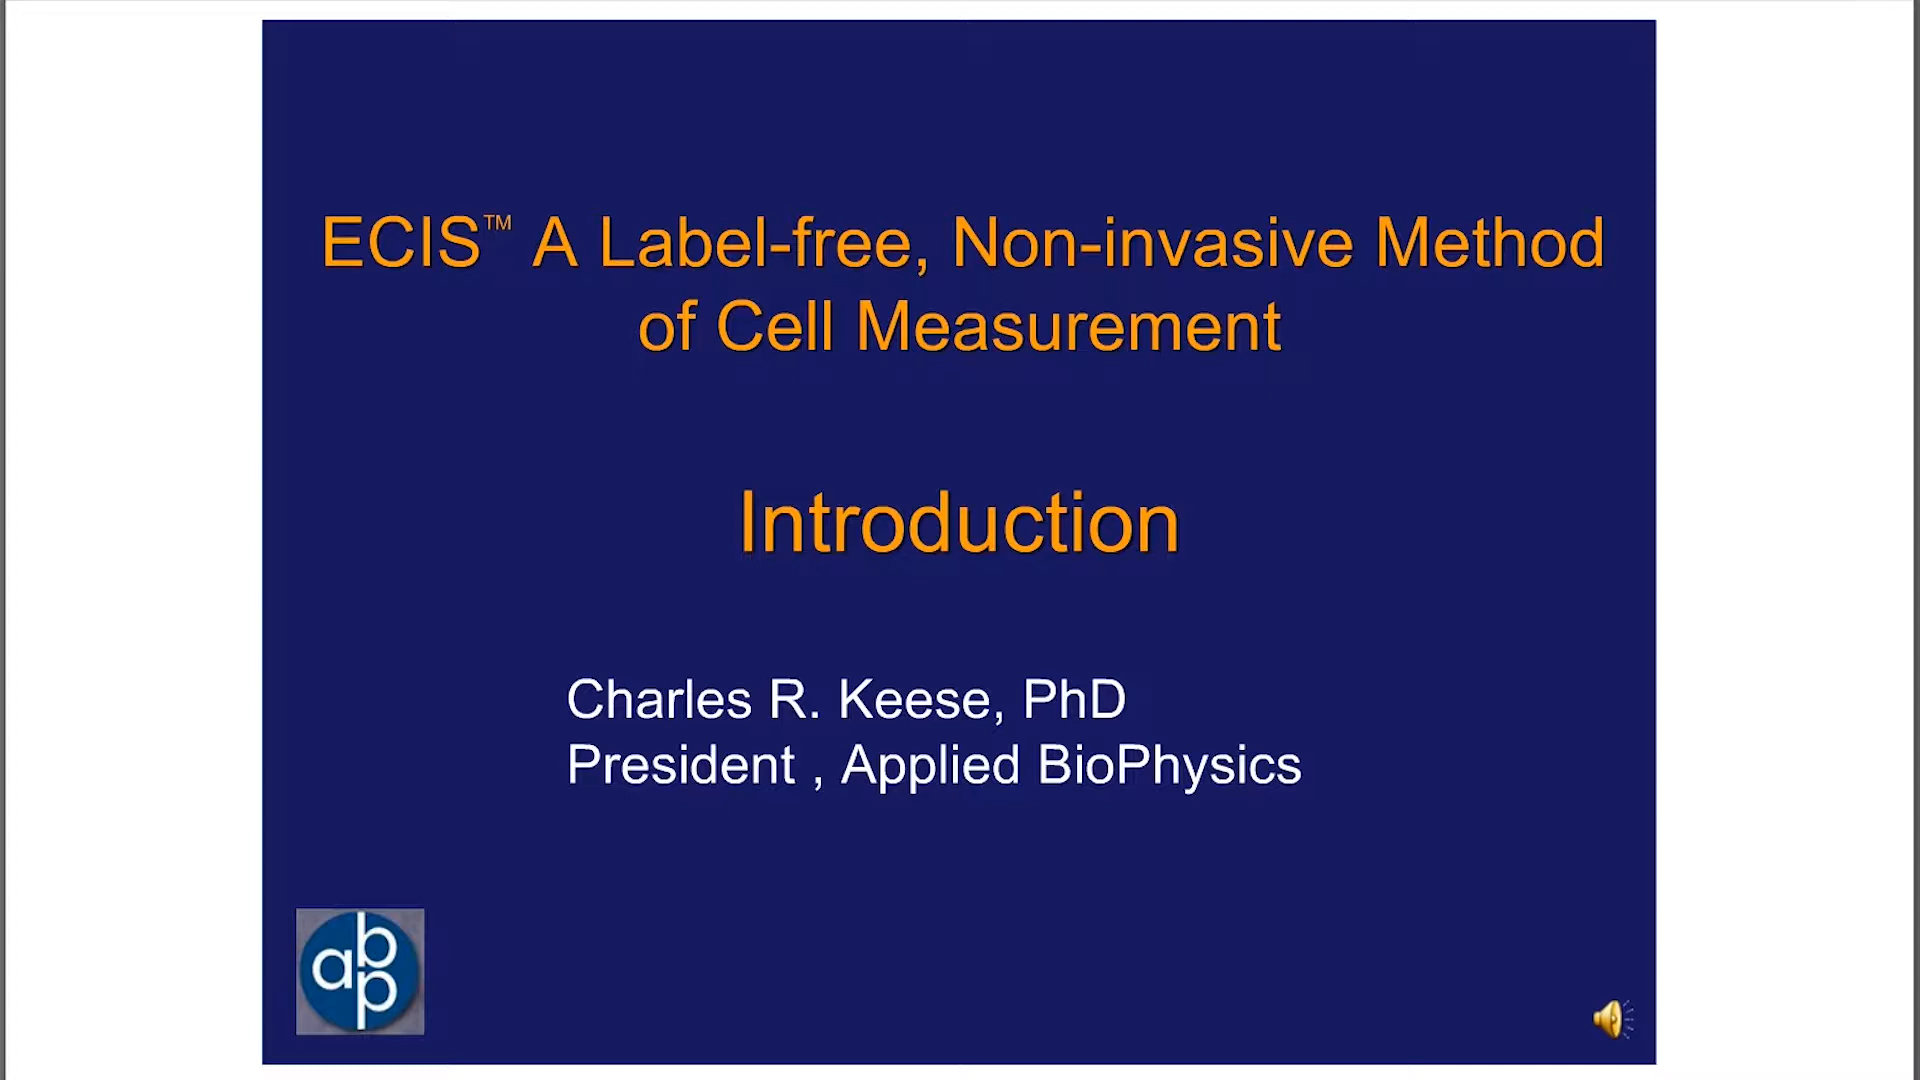 ECIS™ A Label-free, Non-invasive Method
of Cell Measurement
Introduction
Charles R. Keese, PhD
President , Applied BioPhysics
abp